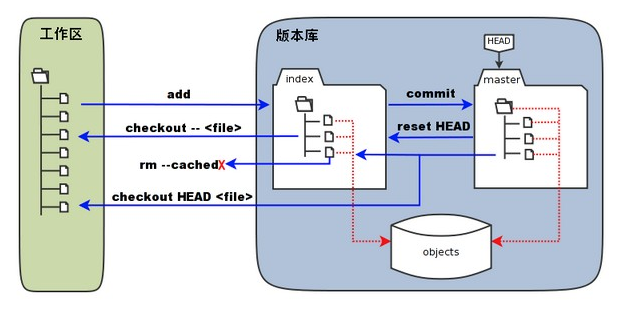 工作区
版本库
HEAD
index
master
add
commit
checkout -- <file>
reset HEAD
rm --cached
checkout HEAD <file>
objects